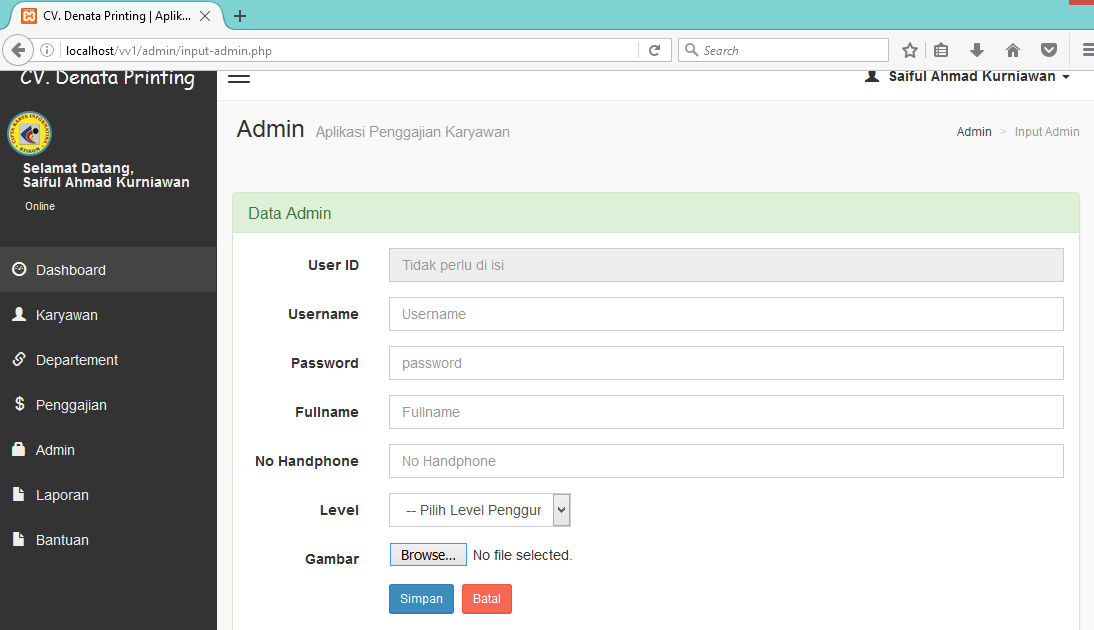 CV. Denata Printing | Aplik...
localhost/vv1/admin/input-admin.php
Search
CV. Denata Printing
Saiful Ahmad Kurniawan
Admin Aplikasi Penggajian Karyawan
Admin > Input Admin
Selamat Datang,
Saiful Ahmad Kurniawan
Online
Dashboard
Karyawan
Departement
Penggajian
Admin
Laporan
Bantuan
Data Admin
User ID Tidak perlu di isi
Username Username
Password password
Fullname Fullname
No Handphone No Handphone
Level -- Pilih Level Penggur
Gambar Browse... No file selected.
Simpan Batal